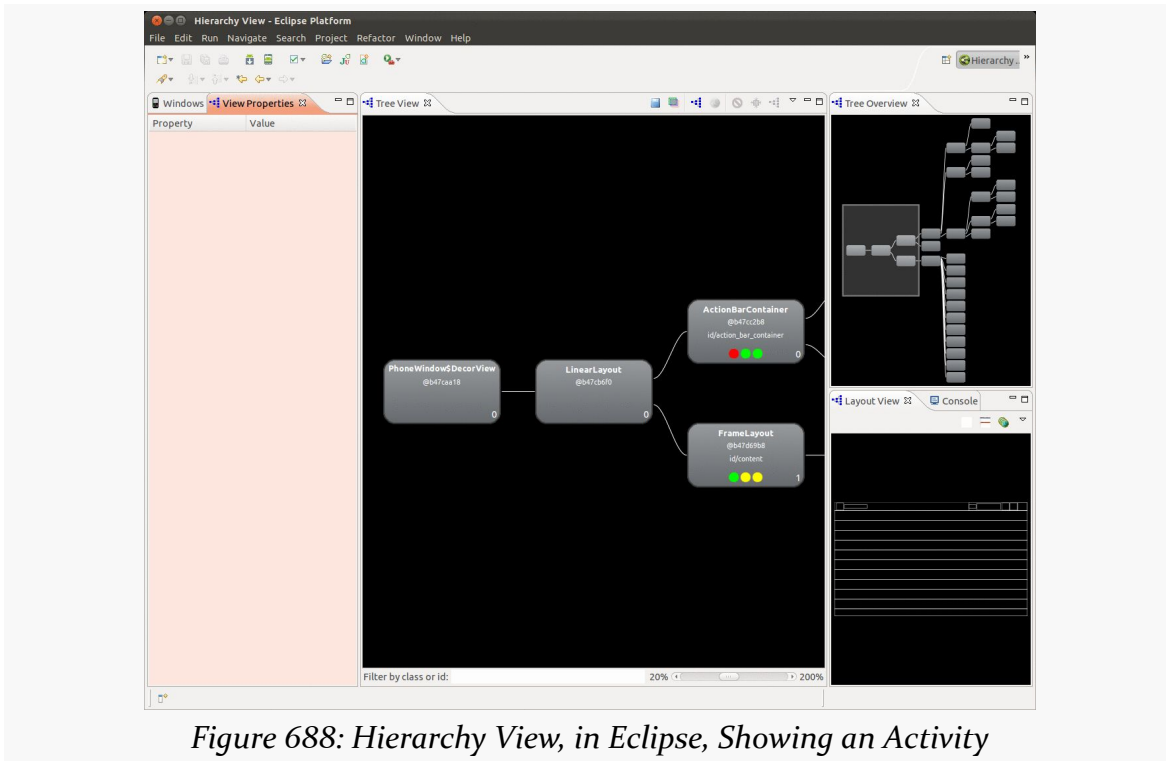 Hierarchy View - Eclipse Platform
File Edit Run Navigate Search Project Refactor Window Help
Hierarchy.. »
Windows View Properties
Property Value
Tree View
PhoneWindow$DecorView
@b47caa18
0
LinearLayout
@b47cb6f0
0
ActionBarContainer
@b47cc2b8
id/action_bar_container
0
FrameLayout
@b47d69b8
id/content
1
Filter by class or id: 20% 200%
Tree Overview
Layout View Console
Figure 688: Hierarchy View, in Eclipse, Showing an Activity